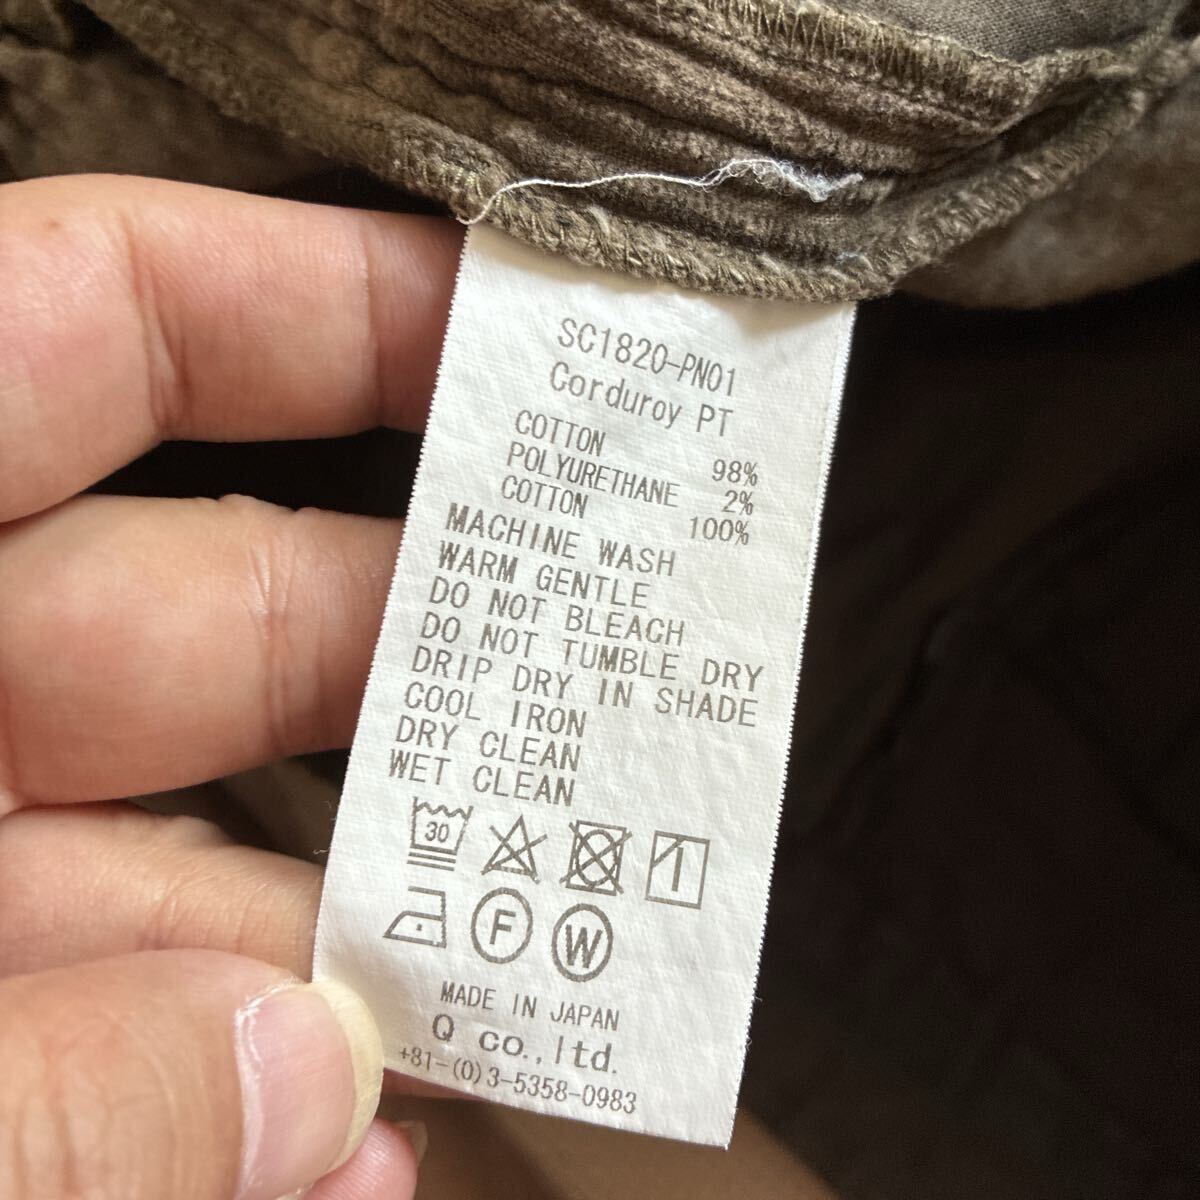 SC1820-PN01
Corduroy PT
COTTON 98%
POLYURETHANE 2%
COTTON 100%
MACHINE WASH
WARM GENTLE
DO NOT BLEACH
DO NOT TUMBLE DRY
DRIP DRY IN SHADE
COOL IRON
DRY CLEAN
WET CLEAN
30
F W
MADE IN JAPAN
Q co.,ltd.
+81-(0)3-5358-0983